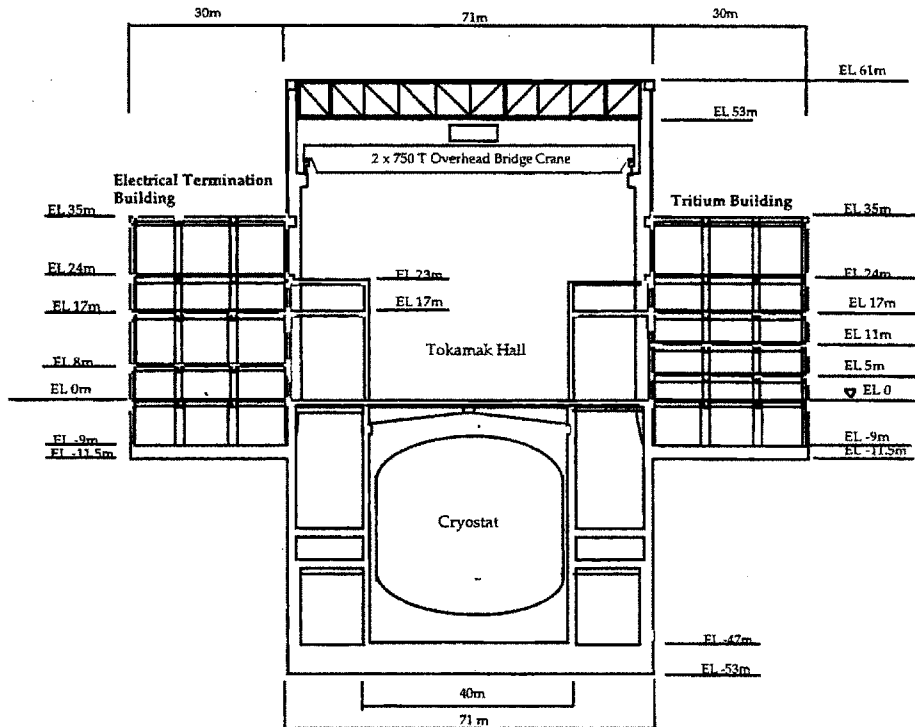 30m 71m 30m
EL 61m
EL 53m
2 x 750 T Overhead Bridge Crane
Electrical Termination
Building
Tritium Building
EL 35m EL 35m
EL 24m EL 23m EL 24m
EL 17m EL 17m EL 17m
EL 11m
Tokamak Hall
EL 8m EL 5m
EL 0m EL 0
EL -9m EL -9m
EL -11.5m EL -11.5m
Cryostat
EL -47m
EL -53m
40m
71 m